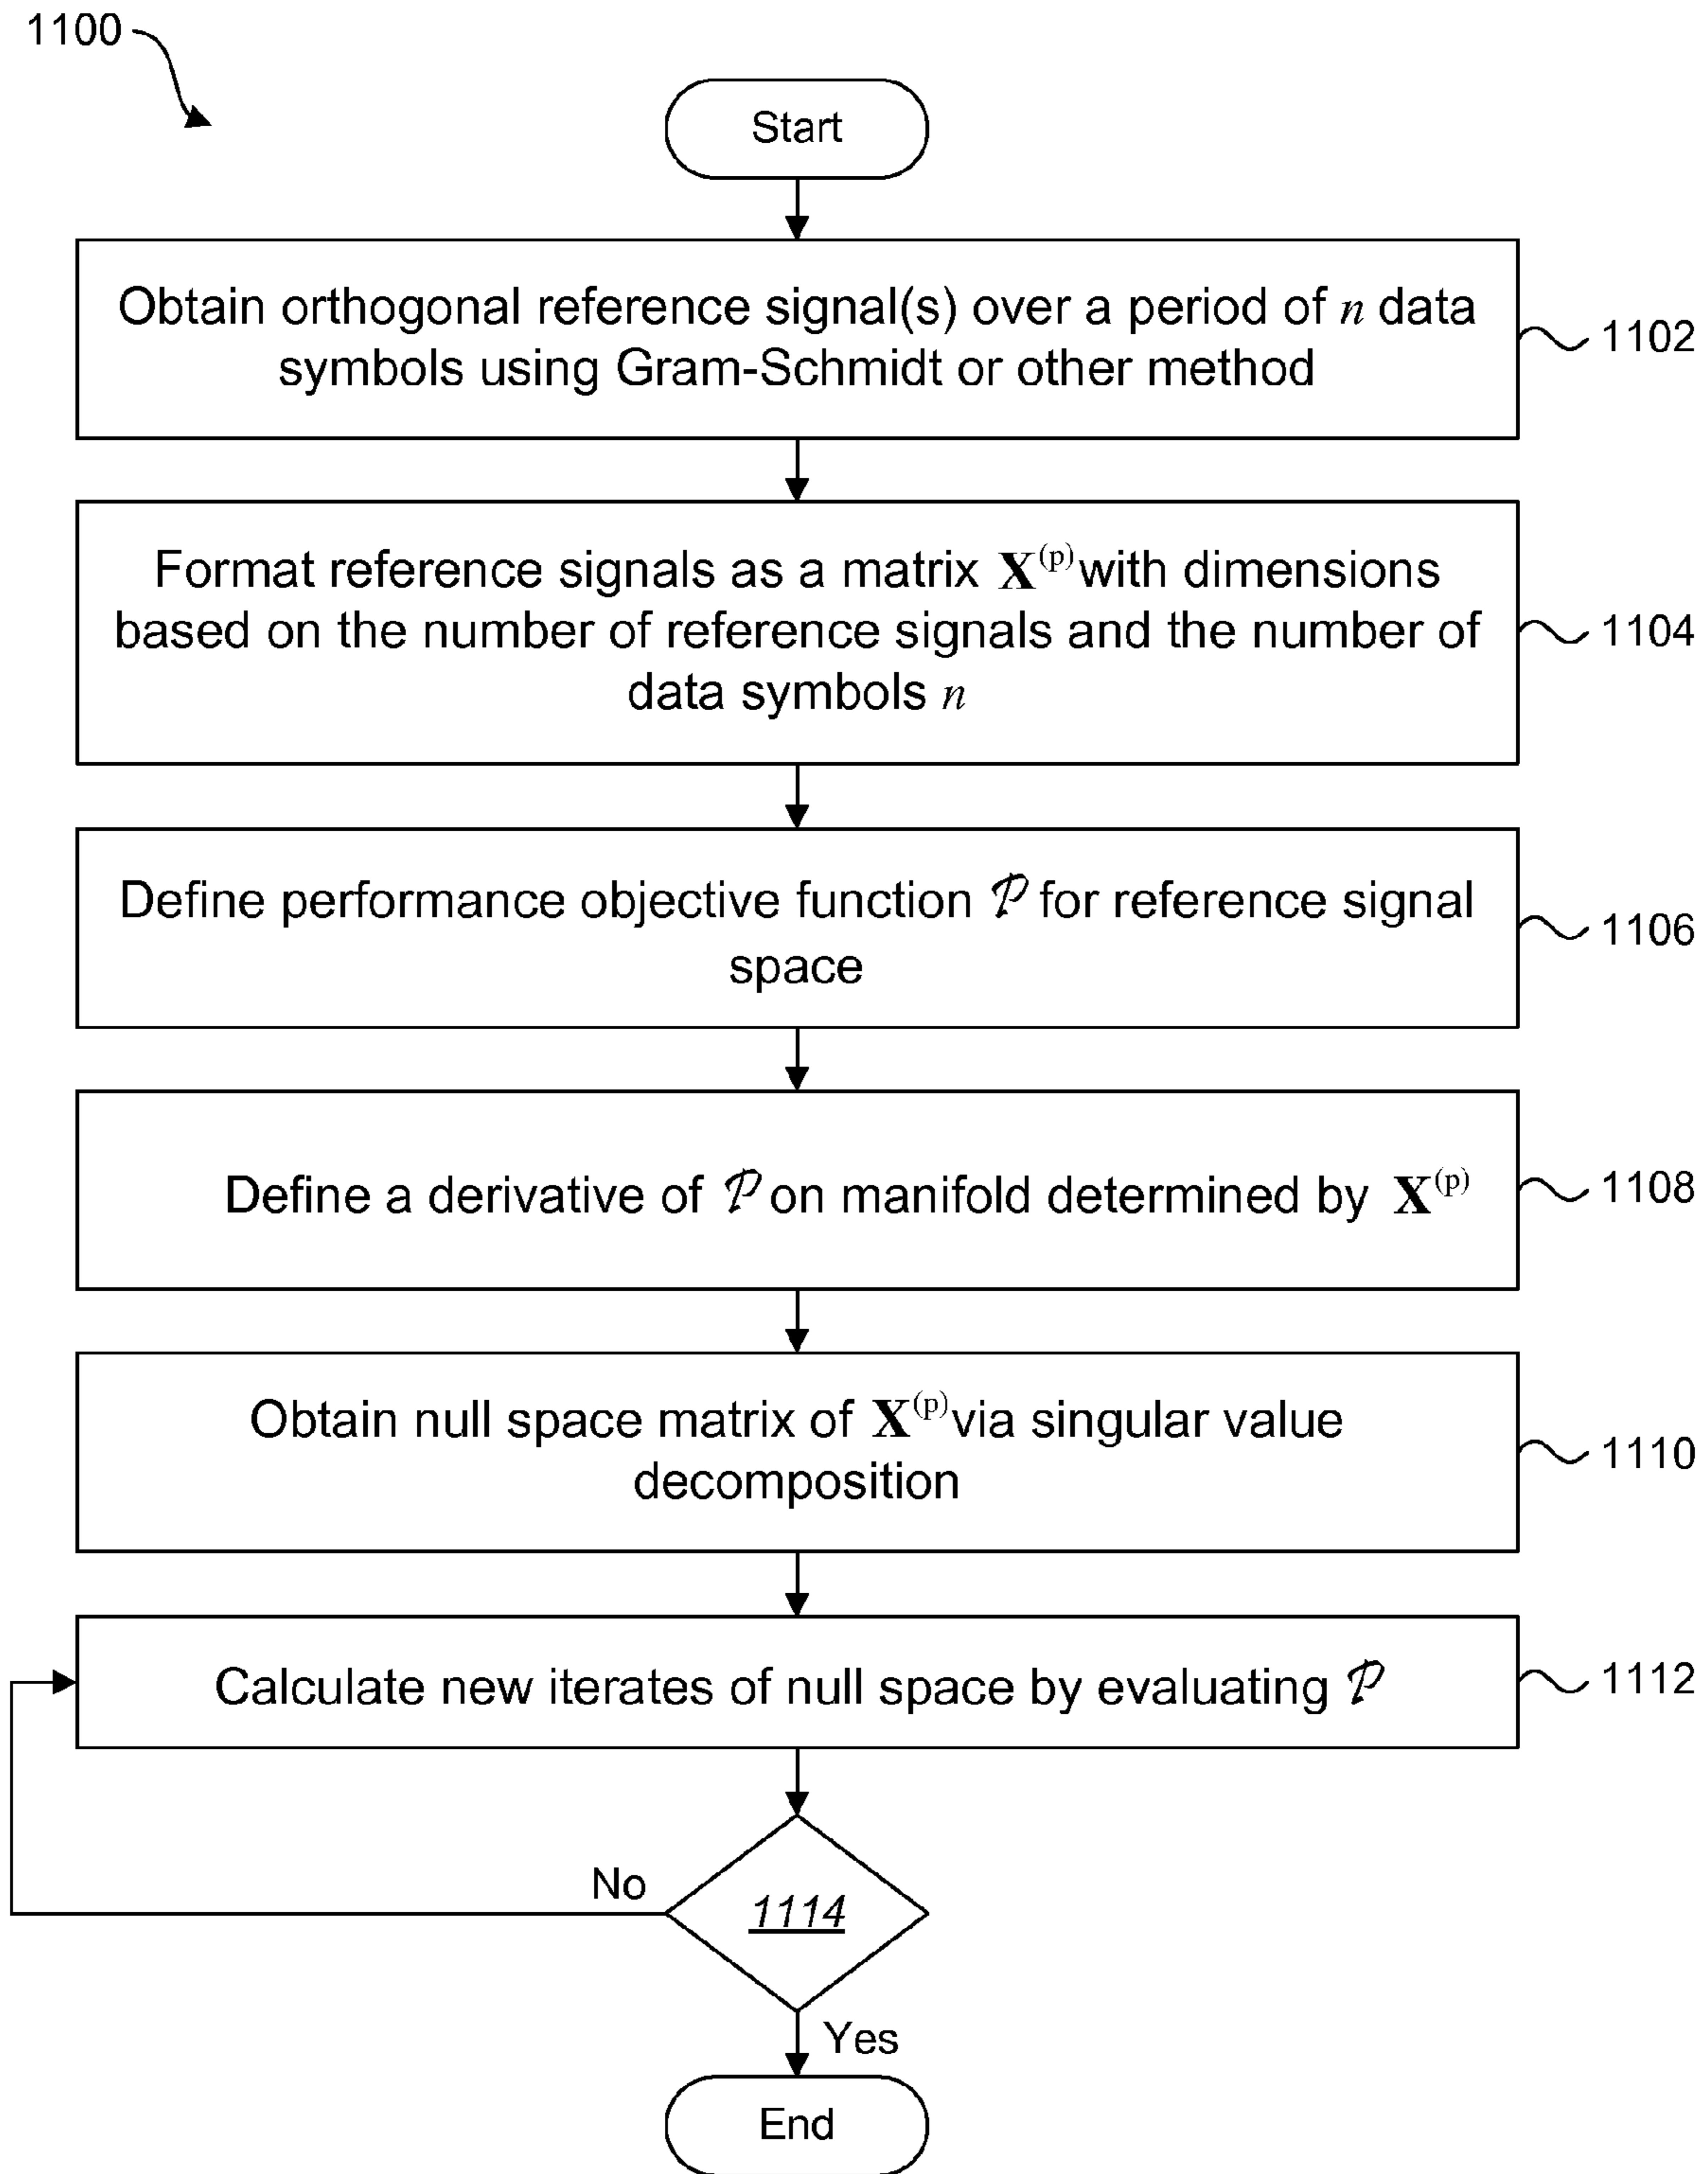 1100
Start
Obtain orthogonal reference signal(s) over a period of n data
symbols using Gram-Schmidt or other method
1102
Format reference signals as a matrix X^(p) with dimensions
based on the number of reference signals and the number of
data symbols n
1104
Define performance objective function 𝒫 for reference signal
space
1106
Define a derivative of 𝒫 on manifold determined by X^(p)
1108
Obtain null space matrix of X^(p) via singular value
decomposition
1110
Calculate new iterates of null space by evaluating 𝒫
1112
No
1114
Yes
End